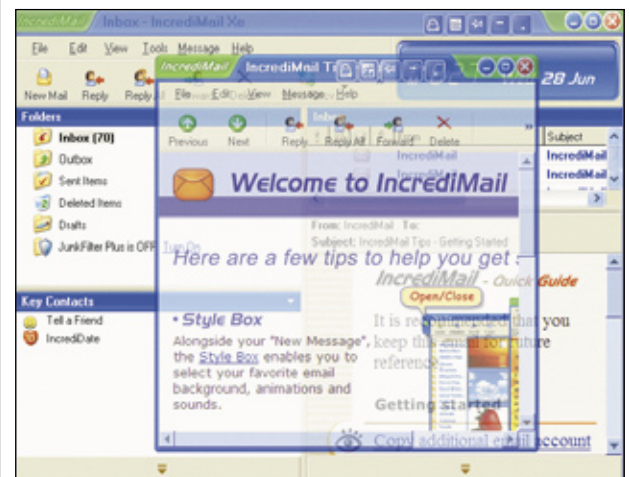 IncrediMail Inbox - IncrediMail Xe
File Edit View Tools Message Help
IncrediMail IncrediMail
28 Jun
New Mail Reply Reply
File Edit View Message Help
Folders
Inbox (70)
Outbox
Sent Items
Deleted Items
Drafts
JunkFilter Plus is OFF Turn On
Previous Next Reply Reply All Forward Delete
Subject
IncrediMail IncrediMail
IncrediMail IncrediMail
Welcome to IncrediMail
From: IncrediMail To:
Subject: IncrediMail Tips - Getting Started
Here are a few tips to help you get
IncrediMail - Quick Guide
Open/Close
Key Contacts
Tell a Friend
IncrediDate
• Style Box
Alongside your "New Message",
the Style Box enables you to
select your favorite email
background, animations and
sounds.
It is recommended that you
keep this email for future
reference
Getting started
Copy additional email account